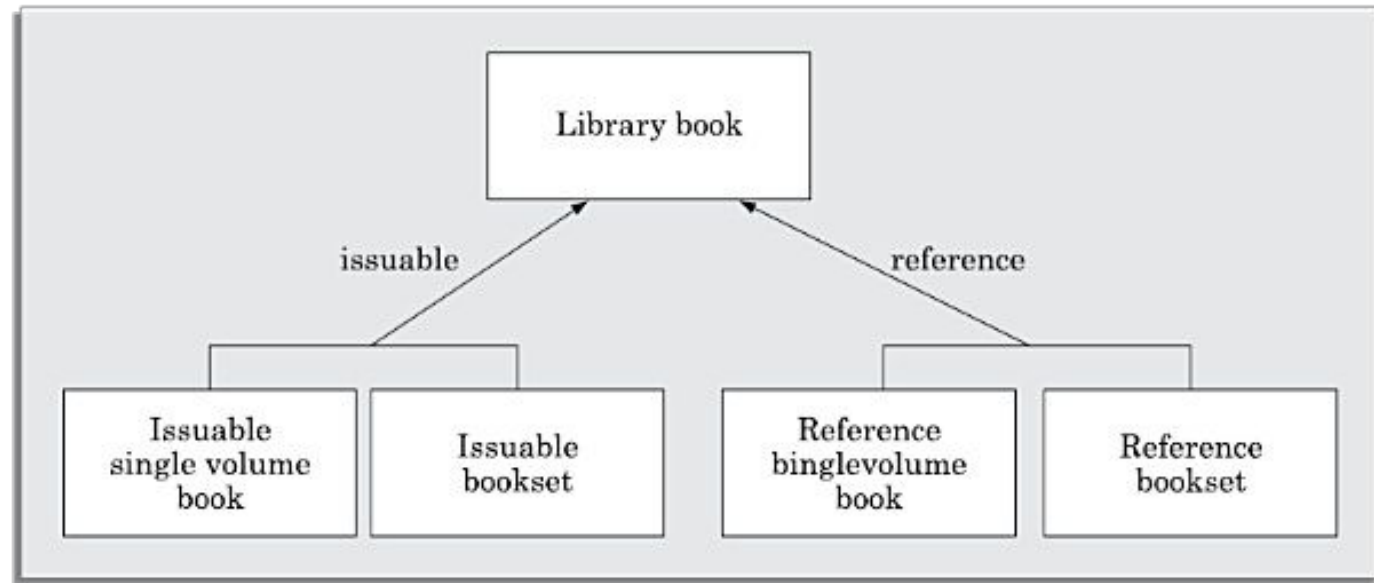 Library book
issuable
reference
Issuable
single volume
book
Issuable
bookset
Reference
binglevolume
book
Reference
bookset